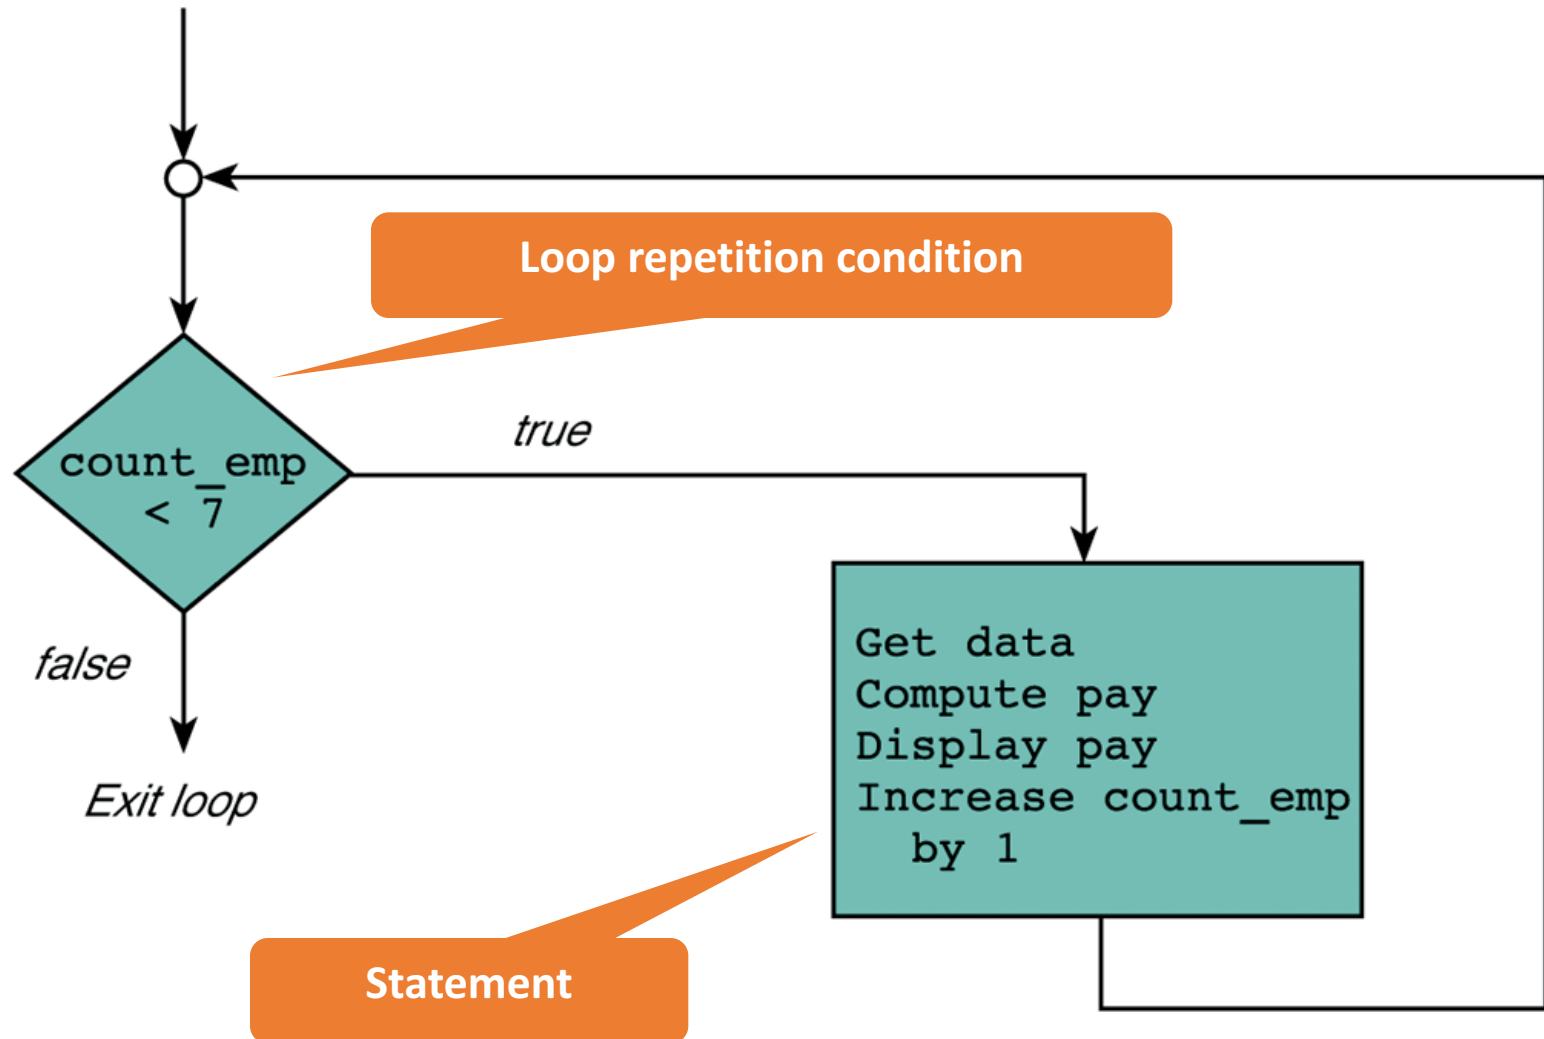 Loop repetition condition
true
count_emp
< 7
false
Exit loop
Get data
Compute pay
Display pay
Increase count_emp
by 1
Statement